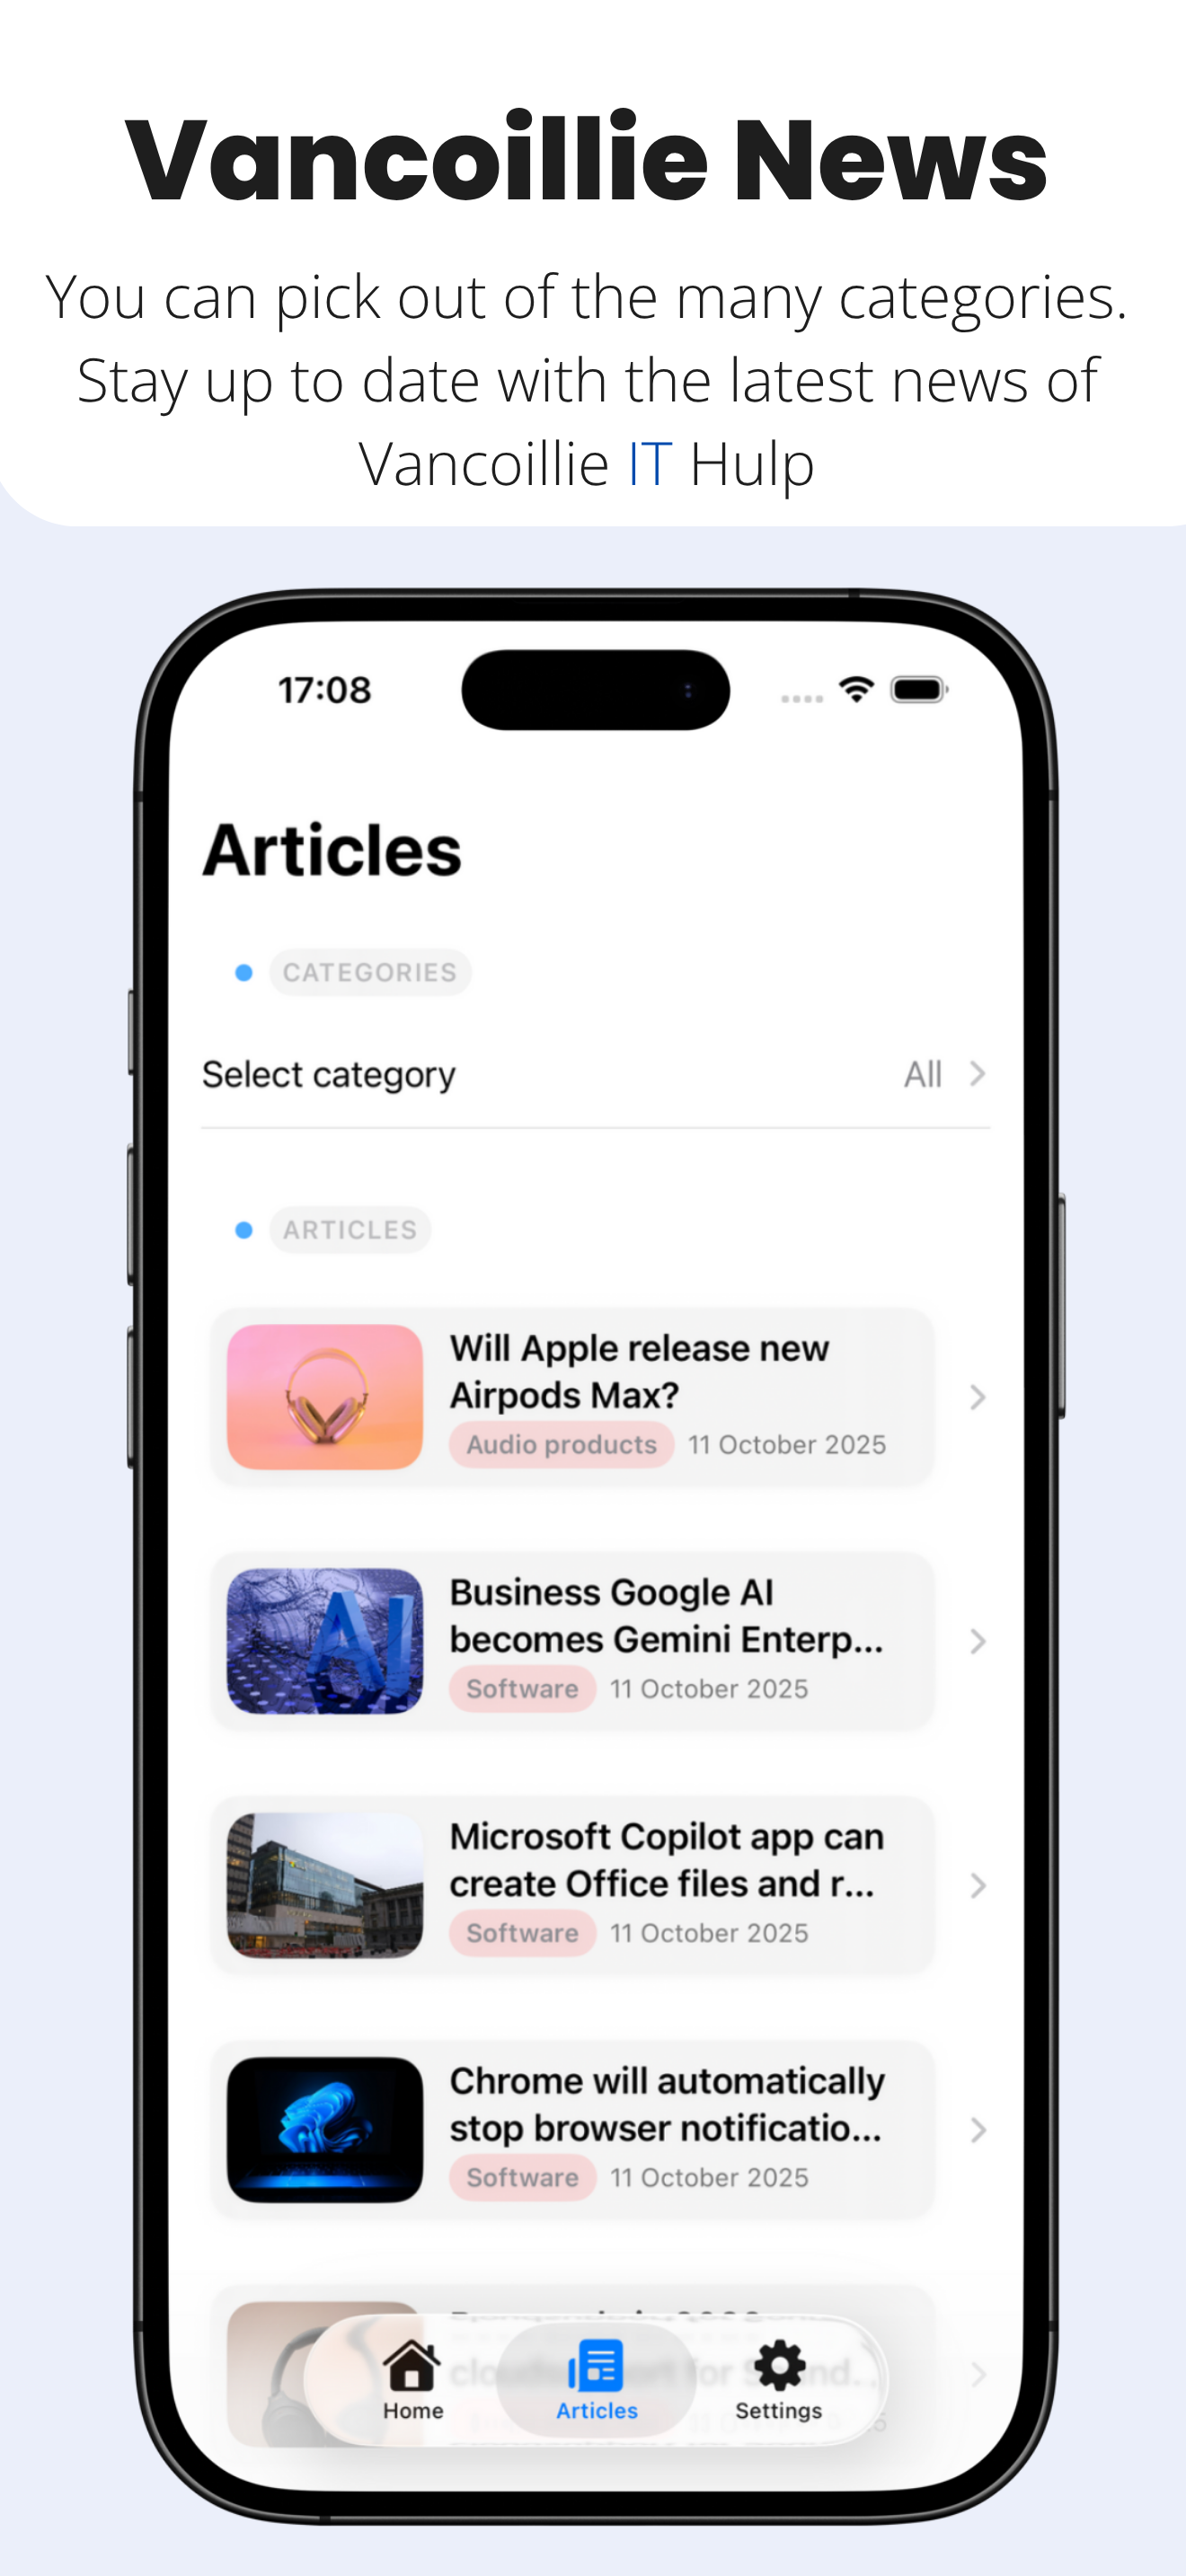 Vancoillie News
You can pick out of the many categories.
Stay up to date with the latest news of
Vancoillie IT Hulp
17:08
Articles
CATEGORIES
Select category
All
ARTICLES
Will Apple release new
Airpods Max?
Audio products 11 October 2025
AI
Business Google AI
becomes Gemini Enterp...
Software 11 October 2025
Microsoft Copilot app can
create Office files and r...
Software 11 October 2025
Chrome will automatically
stop browser notificatio...
Software 11 October 2025
for
Home
Articles
Settings